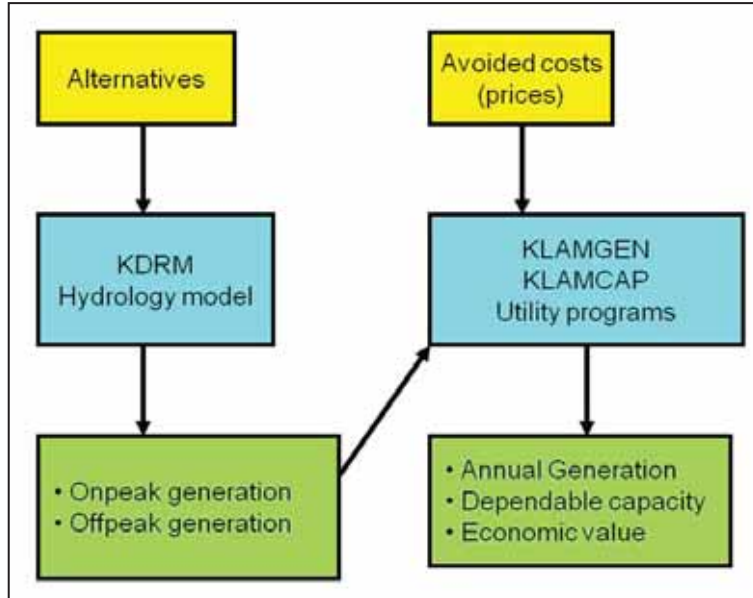 Alternatives
Avoided costs
(prices)
KDRM
Hydrology model
KLAMGEN
KLAMCAP
Utility programs
• Onpeak generation
• Offpeak generation
• Annual Generation
• Dependable capacity
• Economic value